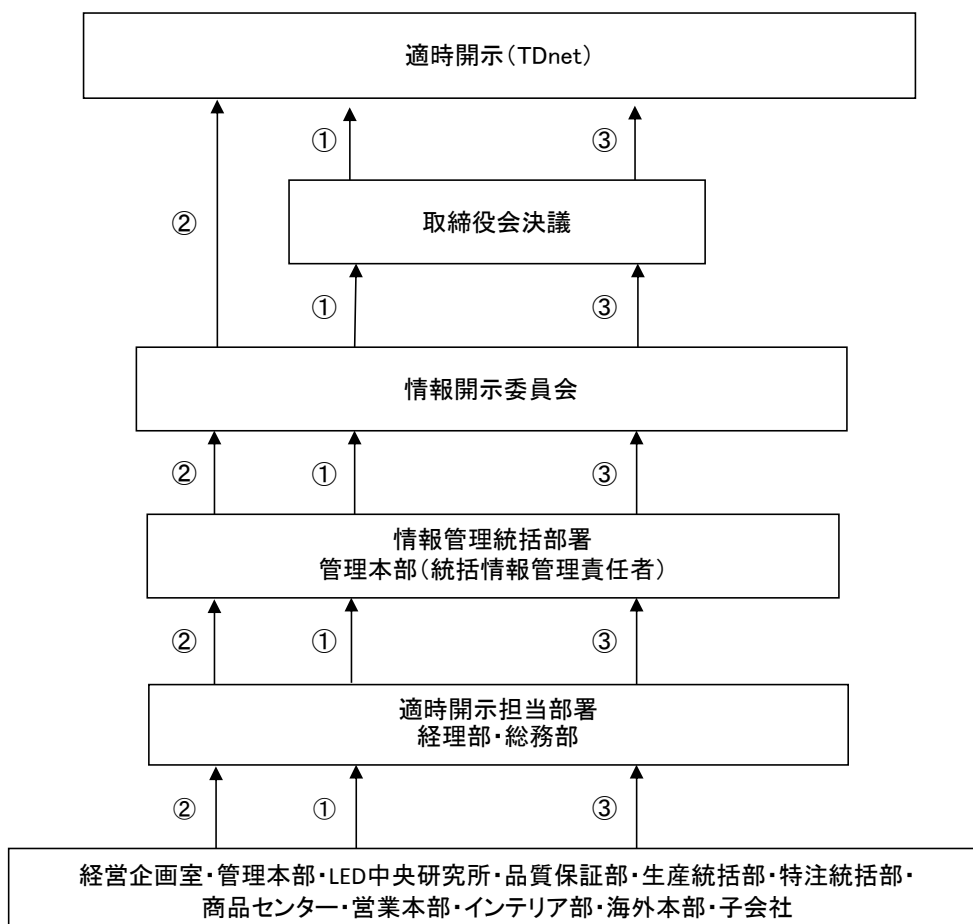 適時開示（TDnet）
① ③
取締役会決議
②
① ③
情報開示委員会
② ① ③
情報管理統括部署
管理本部（統括情報管理責任者）
② ① ③
適時開示担当部署
経理部・総務部
② ① ③
経営企画室・管理本部・LED中央研究所・品質保証部・生産統括部・特注統括部・
商品センター・営業本部・インテリア部・海外本部・子会社